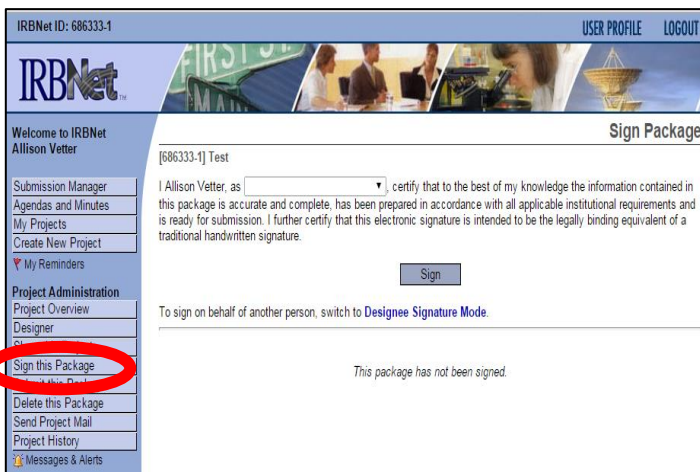 IRBNet ID: 686333-1
USER PROFILE LOGOUT
IRBNet™
FIRST ST
MAIN
Welcome to IRBNet
Allison Vetter
Submission Manager
Agendas and Minutes
My Projects
Create New Project
My Reminders
Project Administration
Project Overview
Designer
Sign this Package
Delete this Package
Send Project Mail
Project History
Messages & Alerts
Sign Package
[686333-1] Test
I Allison Vetter, as , certify that to the best of my knowledge the information contained in
this package is accurate and complete, has been prepared in accordance with all applicable institutional requirements and
is ready for submission. I further certify that this electronic signature is intended to be the legally binding equivalent of a
traditional handwritten signature.
Sign
To sign on behalf of another person, switch to Designee Signature Mode.
This package has not been signed.